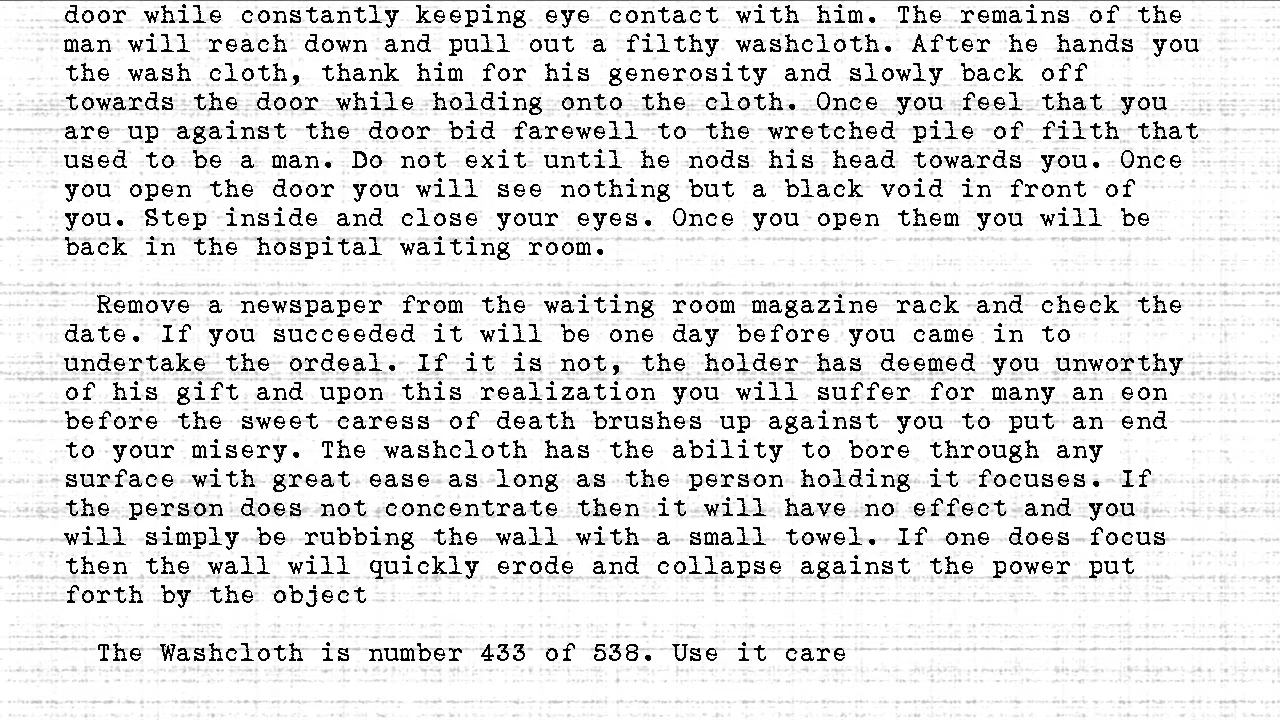 door while constantly keeping eye contact with him. The remains of the
man will reach down and pull out a filthy washcloth. After he hands you
the wash cloth, thank him for his generosity and slowly back off
towards the door while holding onto the cloth. Once you feel that you
are up against the door bid farewell to the wretched pile of filth that
used to be a man. Do not exit until he nods his head towards you. Once
you open the door you will see nothing but a black void in front of
you. Step inside and close your eyes. Once you open them you will be
back in the hospital waiting room.
Remove a newspaper from the waiting room magazine rack and check the
date. If you succeeded it will be one day before you came in to
undertake the ordeal. If it is not, the holder has deemed you unworthy
of his gift and upon this realization you will suffer for many an eon
before the sweet caress of death brushes up against you to put an end
to your misery. The washcloth has the ability to bore through any
surface with great ease as long as the person holding it focuses. If
the person does not concentrate then it will have no effect and you
will simply be rubbing the wall with a small towel. If one does focus
then the wall will quickly erode and collapse against the power put
forth by the object
The Washcloth is number 433 of 538. Use it care